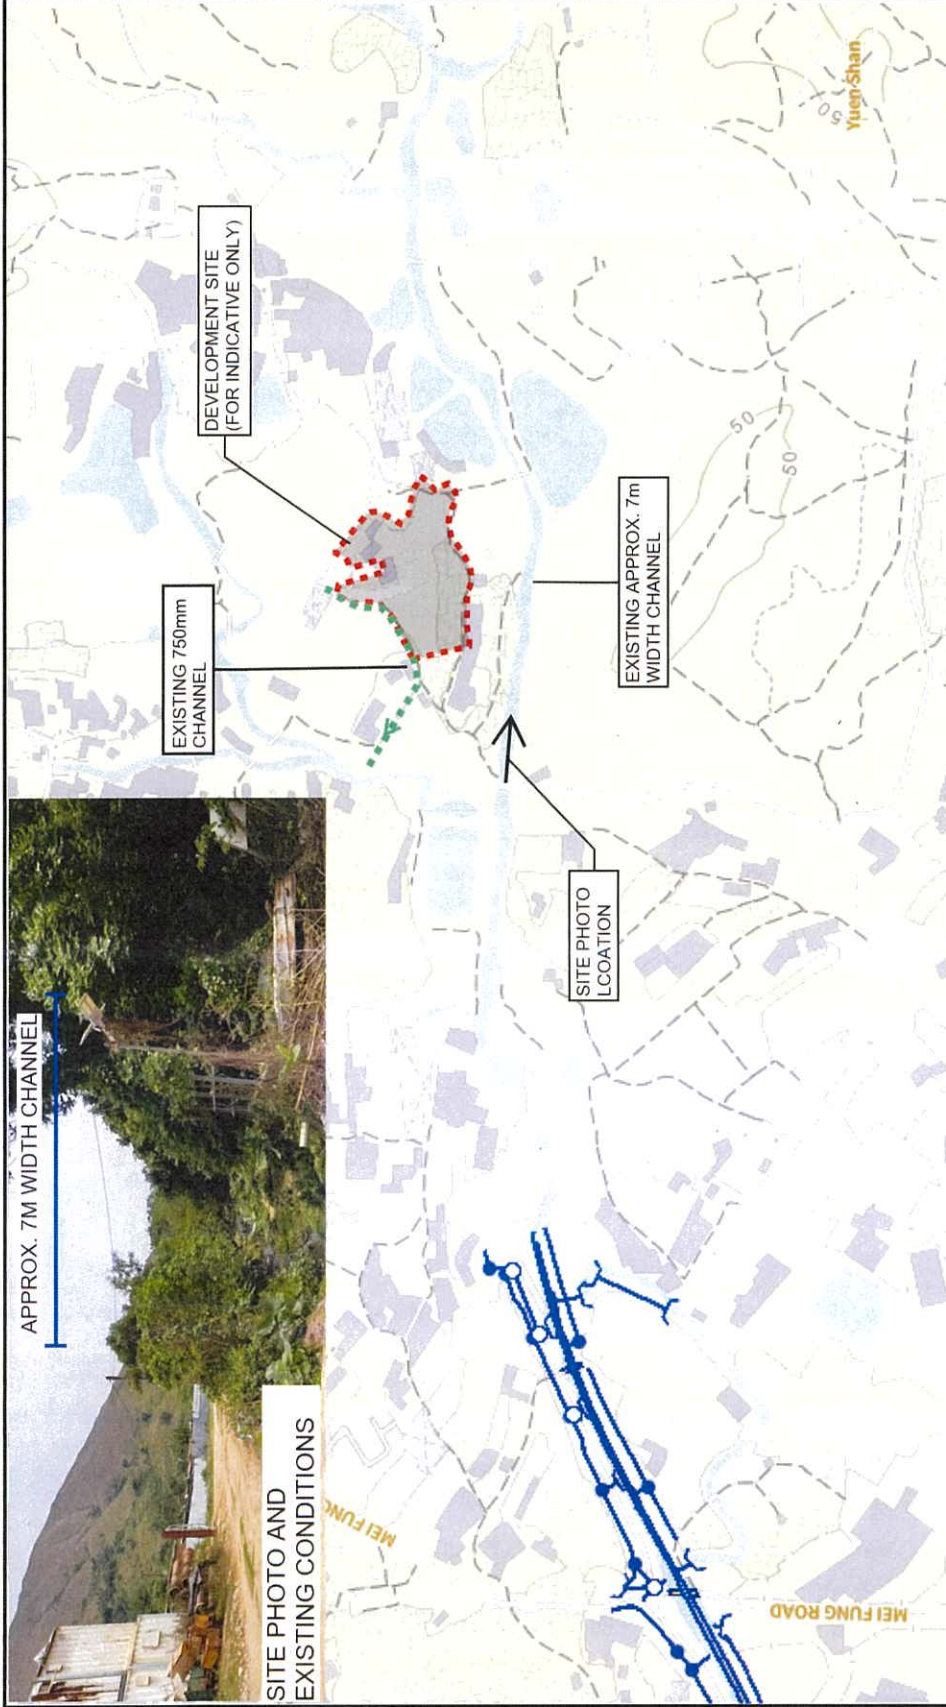 APPROX. 7M WIDTH CHANNEL
SITE PHOTO AND
EXISTING CONDITIONS
EXISTING 750mm
CHANNEL
DEVELOPMENT SITE
(FOR INDICATIVE ONLY)
SITE PHOTO
LCOATION
EXISTING APPROX. 7m
WIDTH CHANNEL
MEI FUNG
MEI FUNG ROAD
50
50
50
Yuen Shan